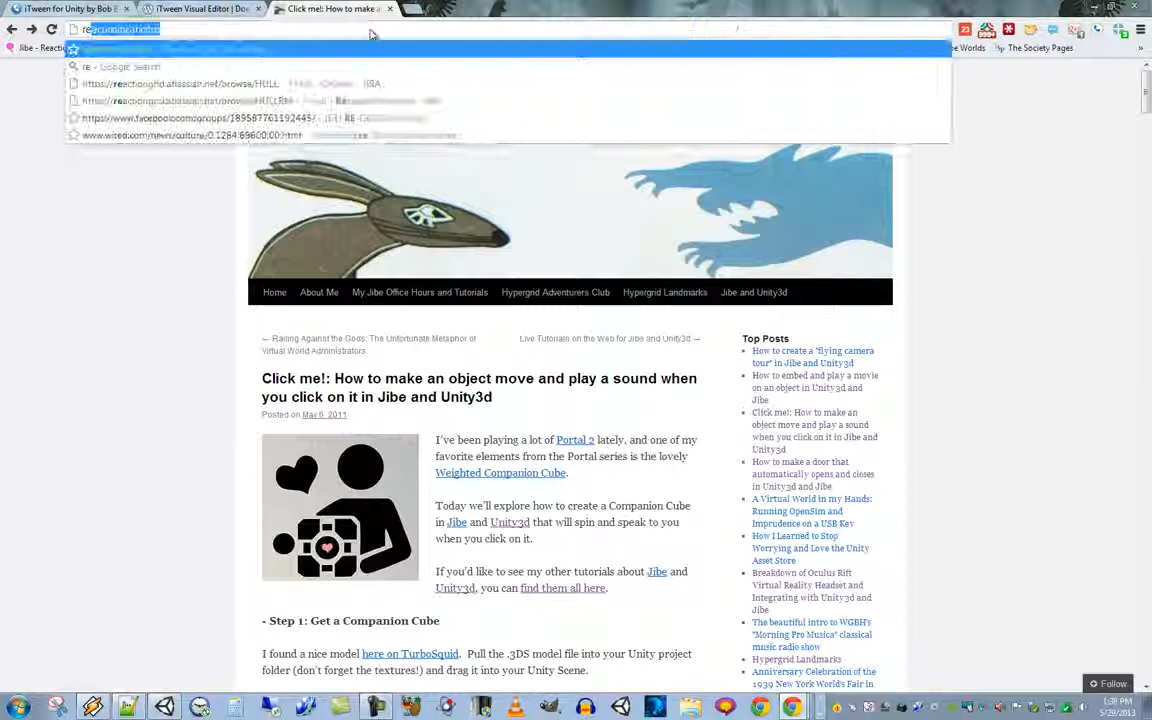 iTween for Unity by Bob B
iTween Visual Editor | Do
Click me!: How to make a
re
re - Google Search
23
Jibe - Reactio
The Worlds
The Society Pages
Home About Me My Jibe Office Hours and Tutorials Hypergrid Adventurers Club Hypergrid Landmarks Jibe and Unity3d
← Railing Against the Gods: The Unfortunate Metaphor of
Virtual World Administrators
Live Tutorials on the Web for Jibe and Unity3d →
Click me!: How to make an object move and play a sound when
you click on it in Jibe and Unity3d
Posted on May 6, 2011
I've been playing a lot of Portal 2 lately, and one of my
favorite elements from the Portal series is the lovely
Weighted Companion Cube.
Today we'll explore how to create a Companion Cube
in Jibe and Unity3d that will spin and speak to you
when you click on it.
If you'd like to see my other tutorials about Jibe and
Unity3d, you can find them all here.
- Step 1: Get a Companion Cube
I found a nice model here on TurboSquid. Pull the .3DS model file into your Unity project
folder (don't forget the textures!) and drag it into your Unity Scene.
Top Posts
How to create a "flying camera
tour" in Jibe and Unity3d
How to embed and play a movie
on an object in Unity3d and
Jibe
Click me!: How to make an
object move and play a sound
when you click on it in Jibe and
Unity3d
How to make a door that
automatically opens and closes
in Unity3d and Jibe
A Virtual World in my Hands:
Running OpenSim and
Imprudence on a USB Key
How I Learned to Stop
Worrying and Love the Unity
Asset Store
Breakdown of Oculus Rift
Virtual Reality Headset and
Integrating with Unity3d and
Jibe
The beautiful intro to WGBH's
"Morning Pro Musica" classical
music radio show
Hypergrid Landmarks
Anniversary Celebration of the
1939 New York World's Fair in
Follow
1:38 PM
5/29/2013